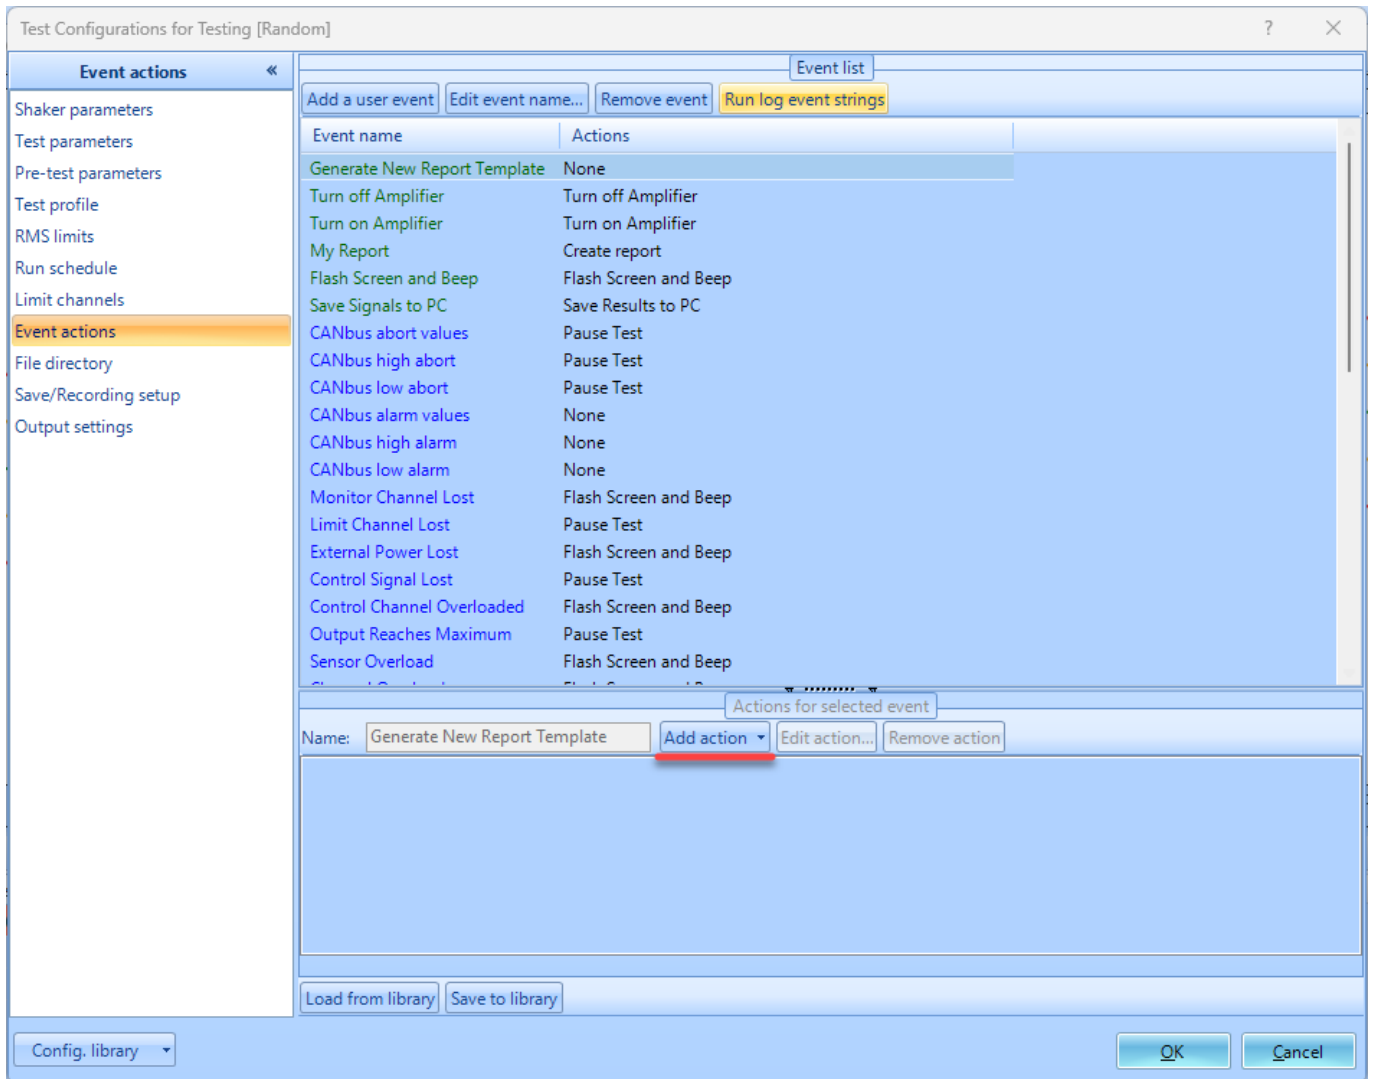 Test Configurations for Testing [Random]
?
Event actions «
Shaker parameters
Test parameters
Pre-test parameters
Test profile
RMS limits
Run schedule
Limit channels
Event actions
File directory
Save/Recording setup
Output settings
Event list
Add a user event Edit event name... Remove event Run log event strings
Event name Actions
Generate New Report Template None
Turn off Amplifier Turn off Amplifier
Turn on Amplifier Turn on Amplifier
My Report Create report
Flash Screen and Beep Flash Screen and Beep
Save Signals to PC Save Results to PC
CANbus abort values Pause Test
CANbus high abort Pause Test
CANbus low abort Pause Test
CANbus alarm values None
CANbus high alarm None
CANbus low alarm None
Monitor Channel Lost Flash Screen and Beep
Limit Channel Lost Pause Test
External Power Lost Flash Screen and Beep
Control Signal Lost Pause Test
Control Channel Overloaded Flash Screen and Beep
Output Reaches Maximum Pause Test
Sensor Overload Flash Screen and Beep
Actions for selected event
Name: Generate New Report Template Add action Edit action... Remove action
Load from library Save to library
Config. library
OK Cancel